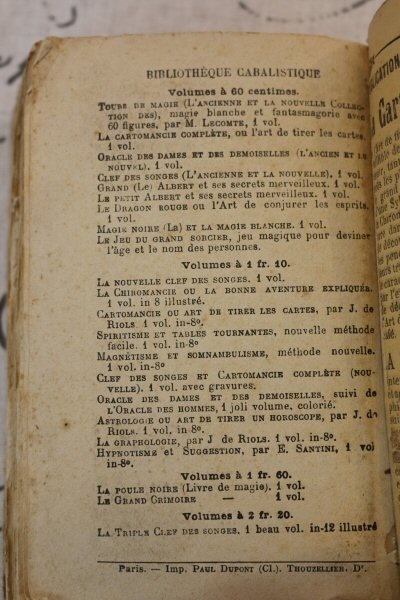 BIBLIOTHÈQUE CABALISTIQUE
Volumes à 60 centimes.
Tours de magie (L'ancienne et la nouvelle Collec-
tion des), magie blanche et fantasmagorie avec
60 figures, par M. Lecomte, 1 vol.
La cartomancie complète, ou l'art de tirer les cartes.
1 vol.
Oracle des dames et des demoiselles (l'ancien et le
nouvel). 1 vol.
Clef des songes (L'ancienne et la nouvelle). 1 vol.
Grand (Le) Albert et ses secrets merveilleux. 1 vol.
Le petit Albert et ses secrets merveilleux. 1 vol.
Le Dragon rouge ou l'Art de conjurer les esprits.
1 vol.
Magie noire (La) et la magie blanche. 1 vol.
Le Jeu du grand sorcier, jeu magique pour deviner
l'âge et le nom des personnes.
Volumes à 1 fr. 10.
La nouvelle clef des songes. 1 vol.
La Chiromancie ou la bonne aventure expliquée.
1 vol. in 8 illustré.
Cartomancie ou art de tirer les cartes, par J. de
Riols. 1 vol. in-8º.
Spiritisme et tables tournantes, nouvelle méthode
facile. 1 vol. in-8º
Magnétisme et somnambulisme, méthode nouvelle.
1 vol. in-8º
Clef des songes et Cartomancie complète (nou-
velle). 1 vol. avec gravures.
Oracle des dames et des demoiselles, suivi de
l'Oracle des hommes, 1 joli volume, colorié.
Astrologie ou art de tirer un horoscope, par J. de
Riols. 1 vol. in-8º.
La graphologie, par J de Riols. 1 vol. in-8º.
Hypnotisme et Suggestion, par E. Santini, 1 vol
in-8º.
Volumes à 1 fr. 60.
La poule noire (Livre de magie). 1 vol.
Le Grand Grimoire — 1 vol.
Volumes à 2 fr. 20.
La Triple Clef des songes. 1 beau vol. in-12 illustré
Paris. — Imp. Paul Dupont (Cl.). Thouzellier, Dr.